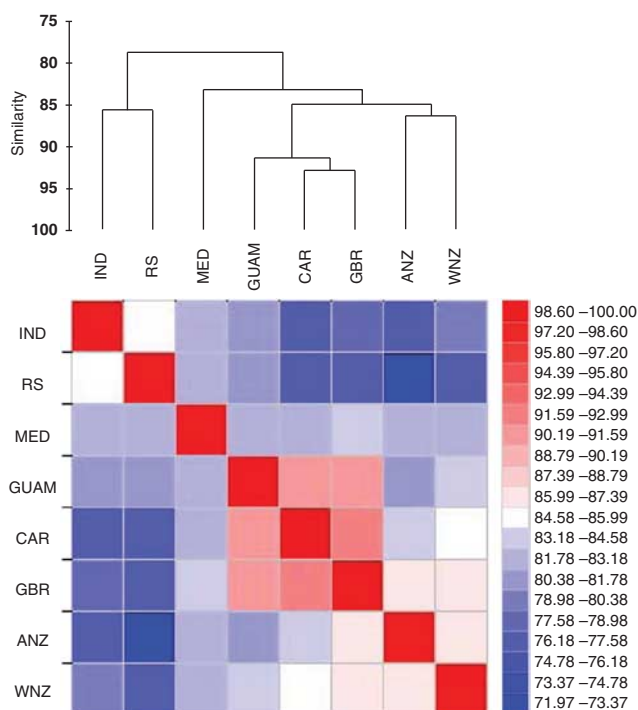 75
80
85
90
95
100
Similarity
IND RS MED GUAM CAR GBR ANZ WNZ
IND
RS
MED
GUAM
CAR
GBR
ANZ
WNZ
98.60 –100.00
97.20 –98.60
95.80 –97.20
94.39 –95.80
92.99 –94.39
91.59 –92.99
90.19 –91.59
88.79 –90.19
87.39 –88.79
85.99 –87.39
84.58 –85.99
83.18 –84.58
81.78 –83.18
80.38 –81.78
78.98 –80.38
77.58 –78.98
76.18 –77.58
74.78 –76.18
73.37 –74.78
71.97 –73.37